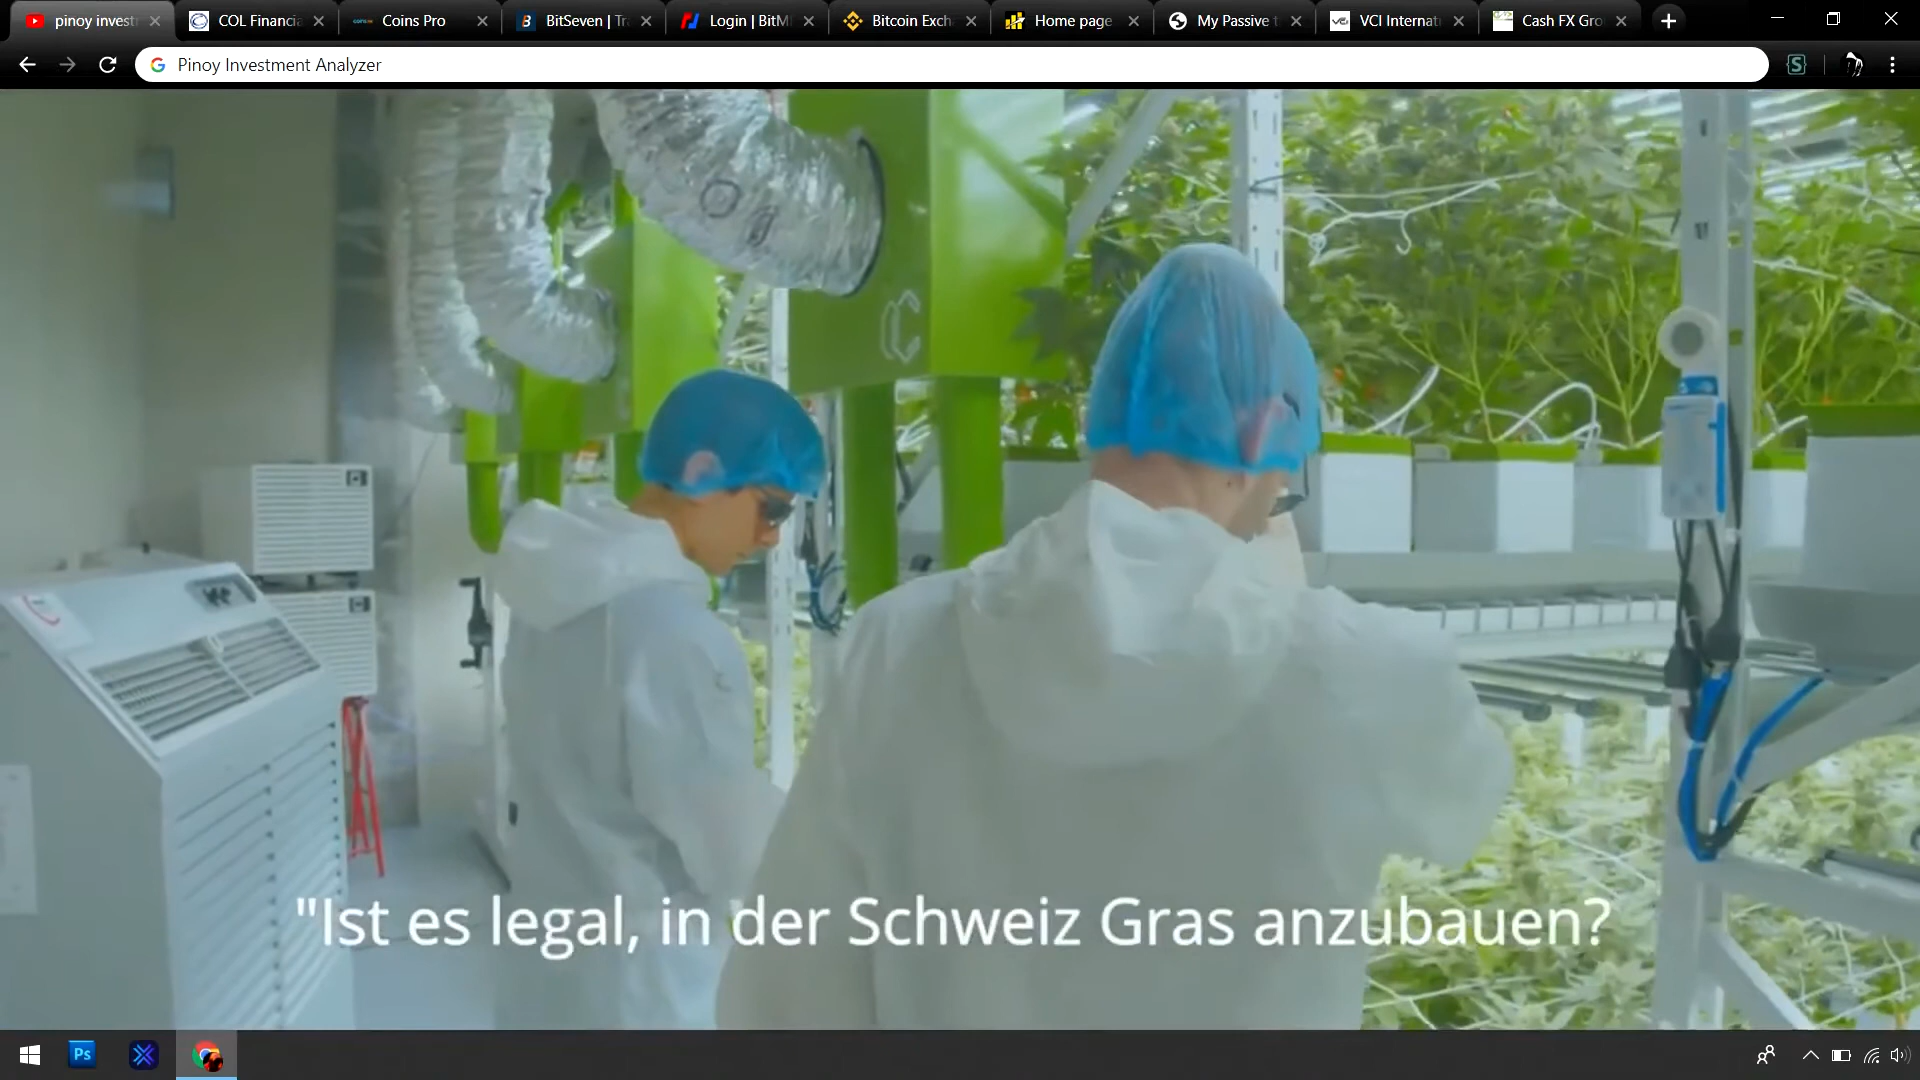 pinoy invest
COL Financia
Coins Pro
BitSeven | Tr
Login | BitM
Bitcoin Exch
Home page
My Passive
VCI Internat
Cash FX Gro
Pinoy Investment Analyzer
"Ist es legal, in der Schweiz Gras anzubauen?
Ps